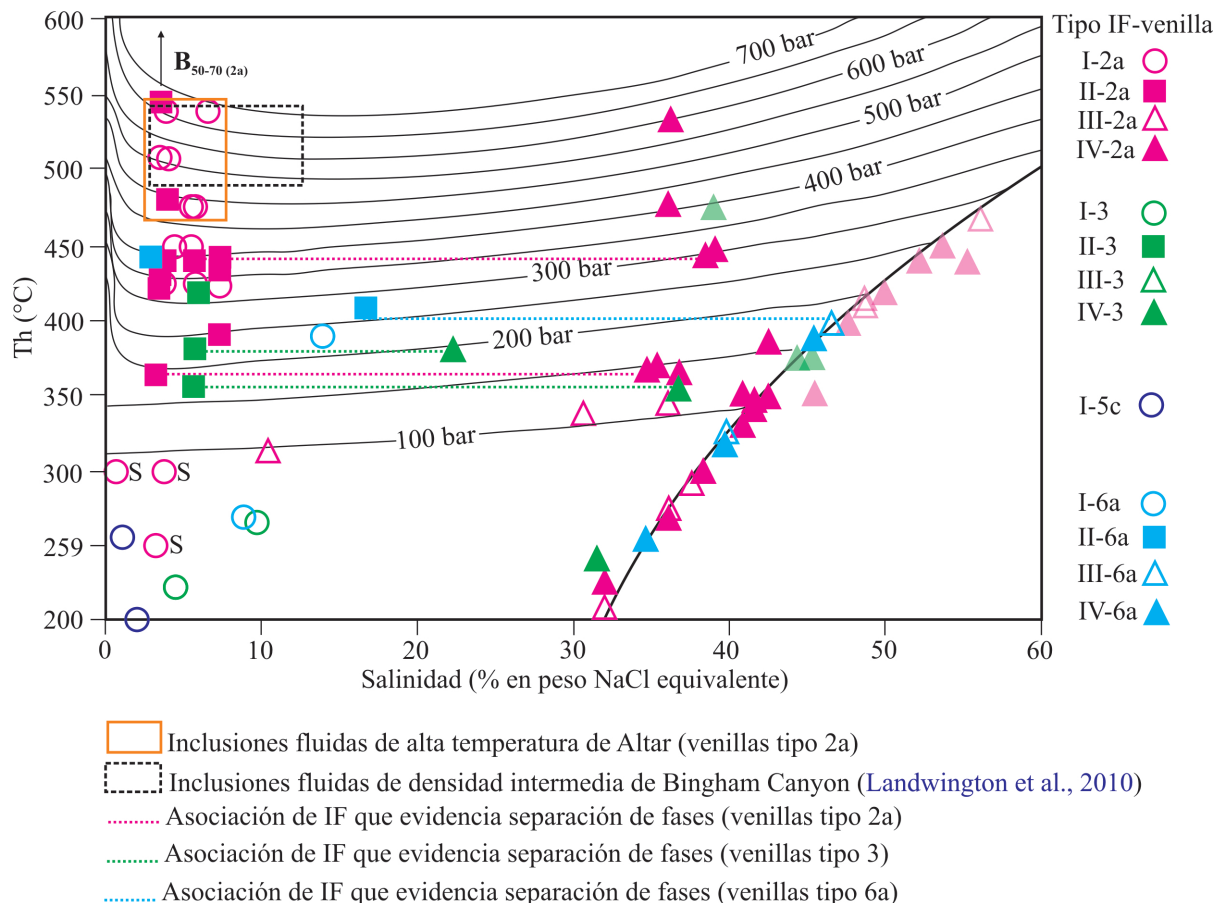 600
550
500
450
400
350
300
259
200
Th (°C)
0
10
20
30
40
50
60
Salinidad (% en peso NaCl equivalente)
B50-70 (2a)
700 bar
600 bar
500 bar
400 bar
300 bar
200 bar
100 bar
S
S
S
Tipo IF-venilla
I-2a
II-2a
III-2a
IV-2a
I-3
II-3
III-3
IV-3
I-5c
I-6a
II-6a
III-6a
IV-6a
Inclusiones fluidas de alta temperatura de Altar (venillas tipo 2a)
Inclusiones fluidas de densidad intermedia de Bingham Canyon (Landwington et al., 2010)
Asociación de IF que evidencia separación de fases (venillas tipo 2a)
Asociación de IF que evidencia separación de fases (venillas tipo 3)
Asociación de IF que evidencia separación de fases (venillas tipo 6a)